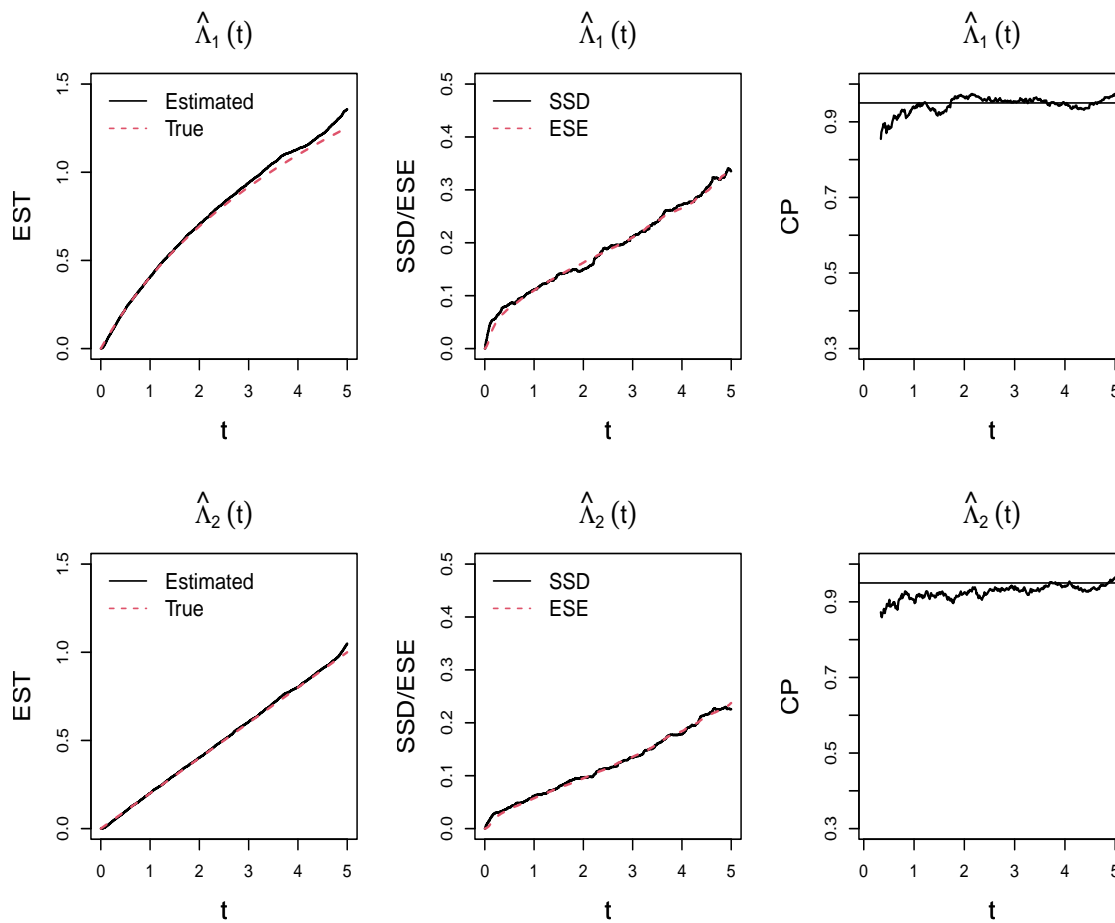 Λ̂₁ (t)
EST
0.0 0.5 1.0 1.5
Estimated
True
0 1 2 3 4 5
t
Λ̂₁ (t)
SSD/ESE
0.0 0.1 0.2 0.3 0.4 0.5
SSD
ESE
0 1 2 3 4 5
t
Λ̂₁ (t)
CP
0.3 0.5 0.7 0.9
0 1 2 3 4 5
t
Λ̂₂ (t)
EST
0.0 0.5 1.0 1.5
Estimated
True
0 1 2 3 4 5
t
Λ̂₂ (t)
SSD/ESE
0.0 0.1 0.2 0.3 0.4 0.5
SSD
ESE
0 1 2 3 4 5
t
Λ̂₂ (t)
CP
0.3 0.5 0.7 0.9
0 1 2 3 4 5
t